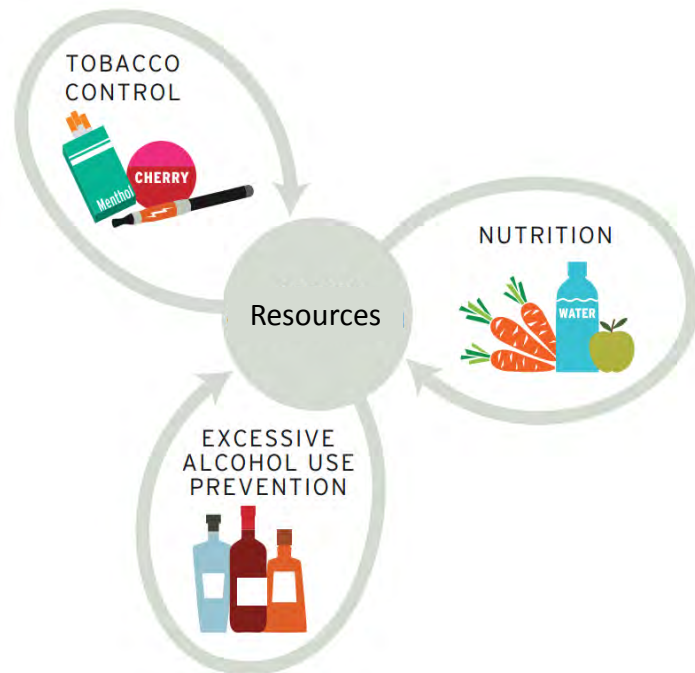 TOBACCO
CONTROL
CHERRY
Menthol
NUTRITION
WATER
Resources
EXCESSIVE
ALCOHOL USE
PREVENTION